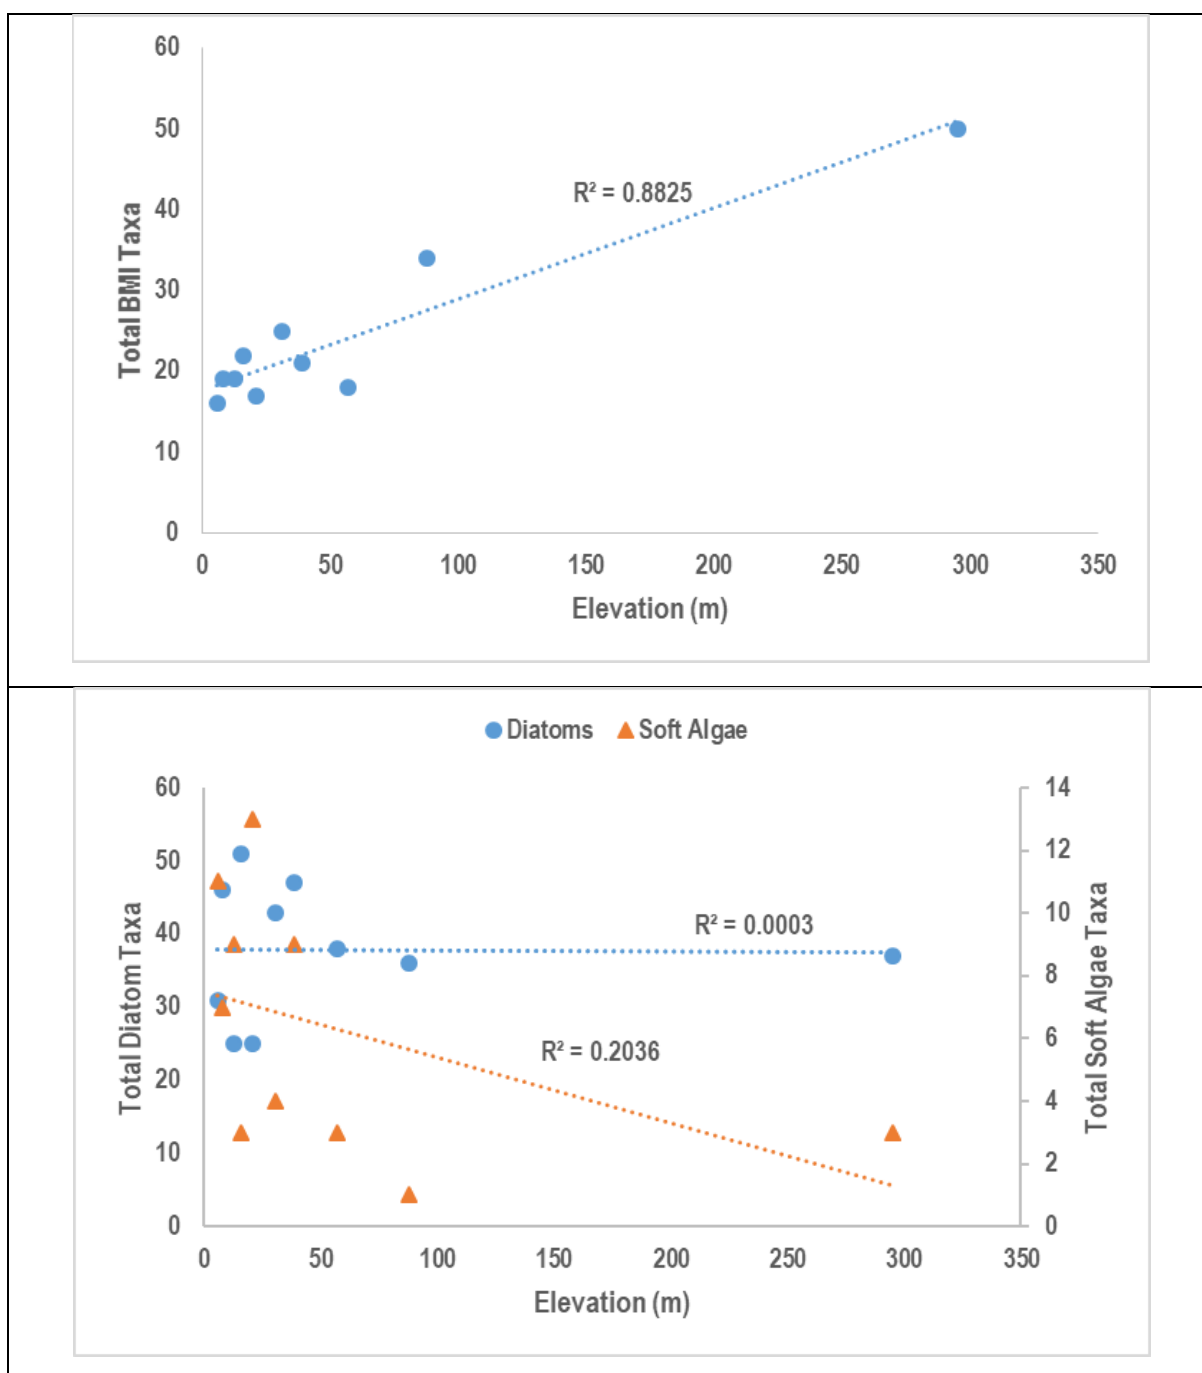 60
50
40
30
20
10
0
R² = 0.8825
Total BMI Taxa
0 50 100 150 200 250 300 350
Elevation (m)
Diatoms Soft Algae
60 14
50 12
40 10
30 8
20 6
10 4
0 2
0
R² = 0.0003
R² = 0.2036
Total Diatom Taxa
Total Soft Algae Taxa
0 50 100 150 200 250 300 350
Elevation (m)